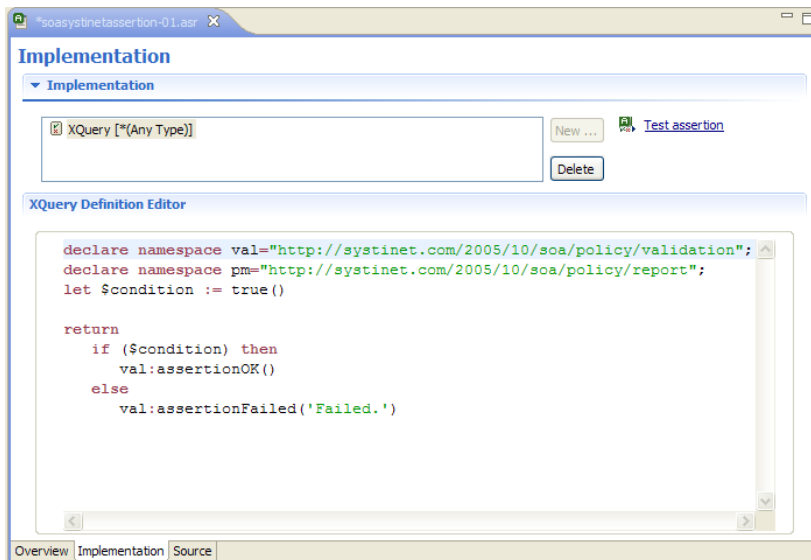 *soasystinetassertion-01.asr
Implementation
Implementation
XQuery [*(Any Type)]
New ...
Test assertion
Delete
XQuery Definition Editor
declare namespace val="http://systinet.com/2005/10/soa/policy/validation";
declare namespace pm="http://systinet.com/2005/10/soa/policy/report";
let $condition := true()
return
if ($condition) then
val:assertionOK()
else
val:assertionFailed('Failed.')
Overview Implementation Source